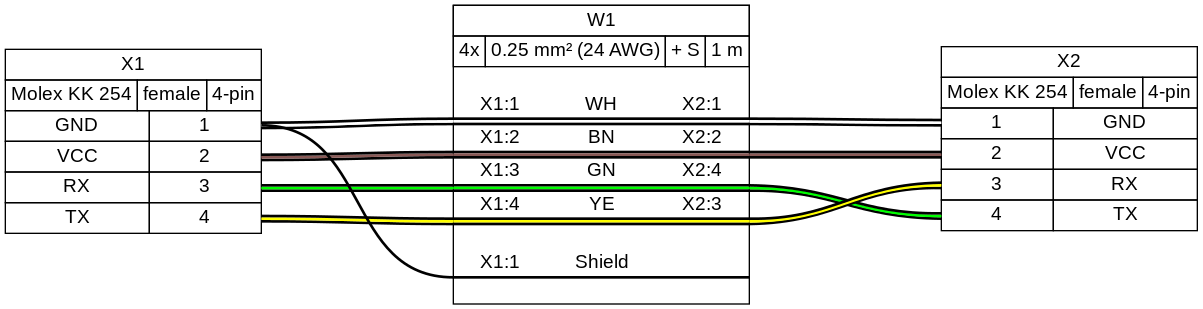 X1
Molex KK 254 female 4-pin
GND 1
VCC 2
RX 3
TX 4
W1
4x 0.25 mm² (24 AWG) + S 1 m
X1:1 WH X2:1
X1:2 BN X2:2
X1:3 GN X2:4
X1:4 YE X2:3
X1:1 Shield
X2
Molex KK 254 female 4-pin
1 GND
2 VCC
3 RX
4 TX